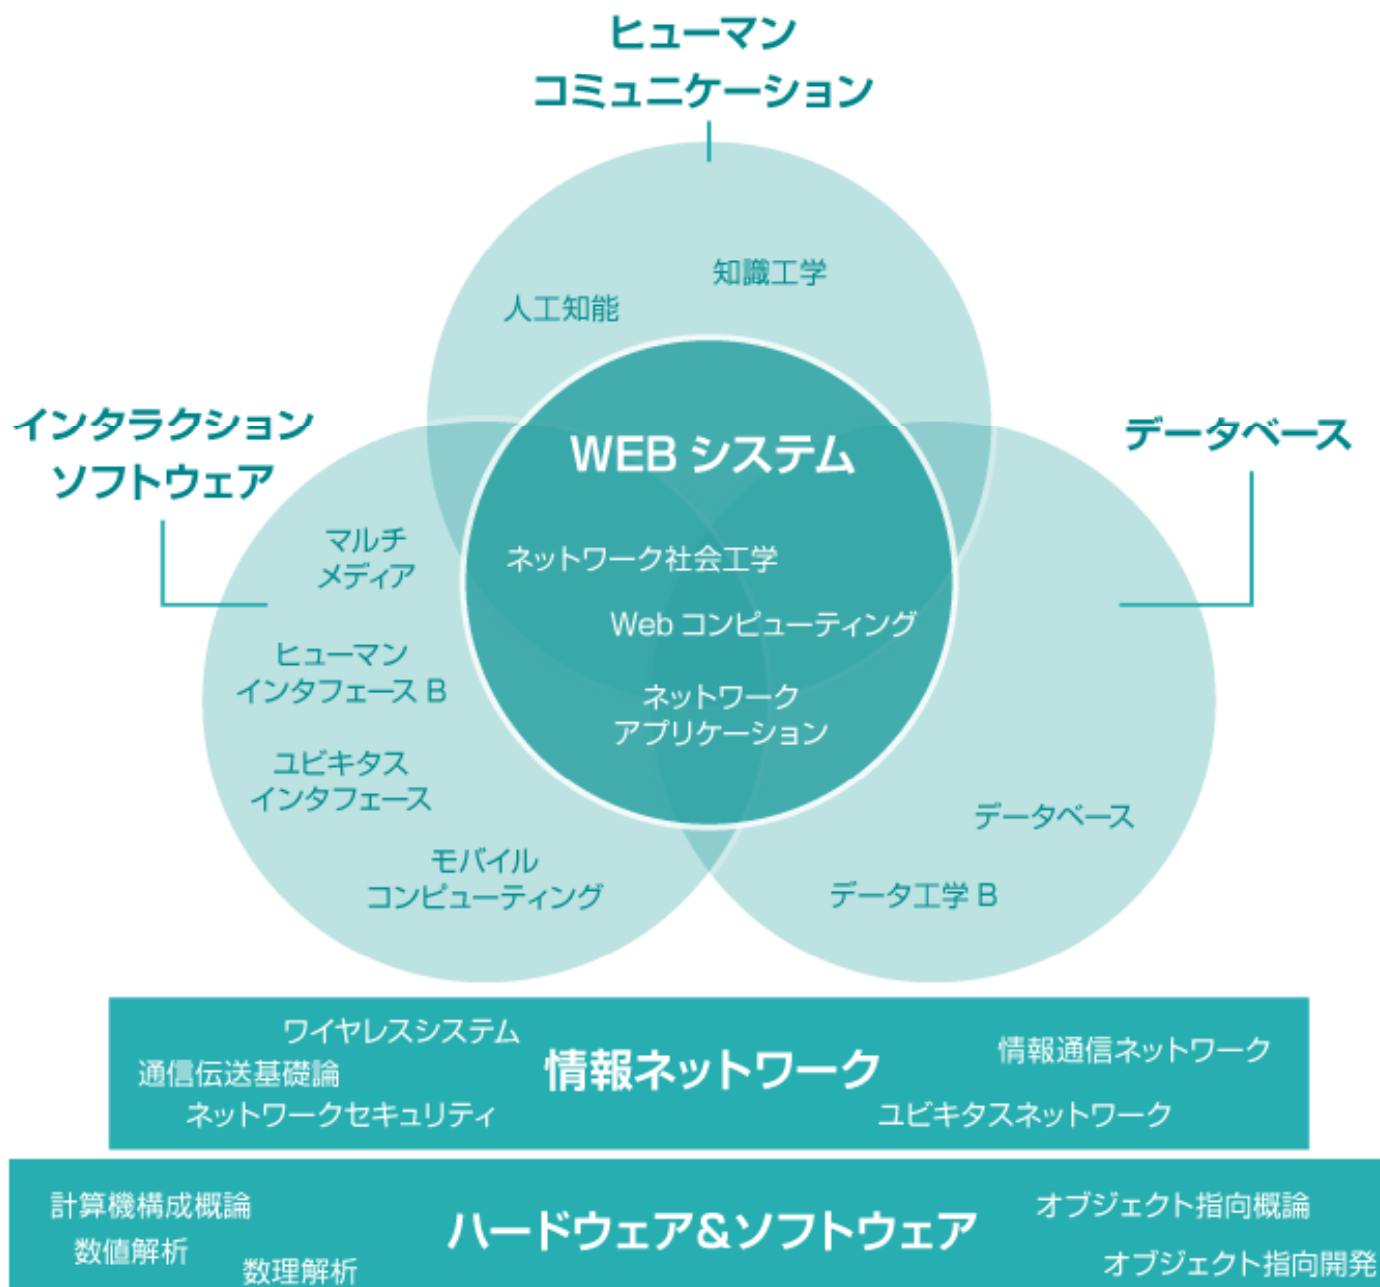 ヒューマン
コミュニケーション
知識工学
人工知能
インタラクション
ソフトウェア
データベース
WEB システム
マルチ
メディア
ネットワーク社会工学
Web コンピューティング
ヒューマン
インタフェース B
ネットワーク
アプリケーション
ユビキタス
インタフェース
データベース
モバイル
コンピューティング
データ工学 B
ワイヤレスシステム
通信伝送基礎論
ネットワークセキュリティ
情報ネットワーク
情報通信ネットワーク
ユビキタスネットワーク
計算機構成概論
数値解析
数理解析
ハードウェア&ソフトウェア
オブジェクト指向概論
オブジェクト指向開発